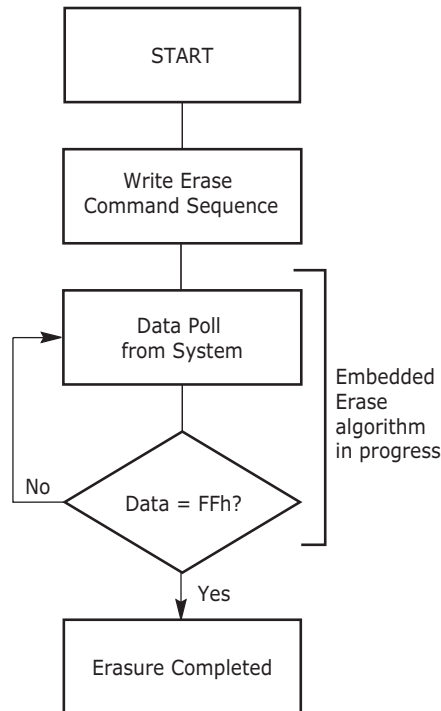 START
Write Erase
Command Sequence
Data Poll
from System
Embedded
Erase
algorithm
in progress
No
Data = FFh?
Yes
Erasure Completed